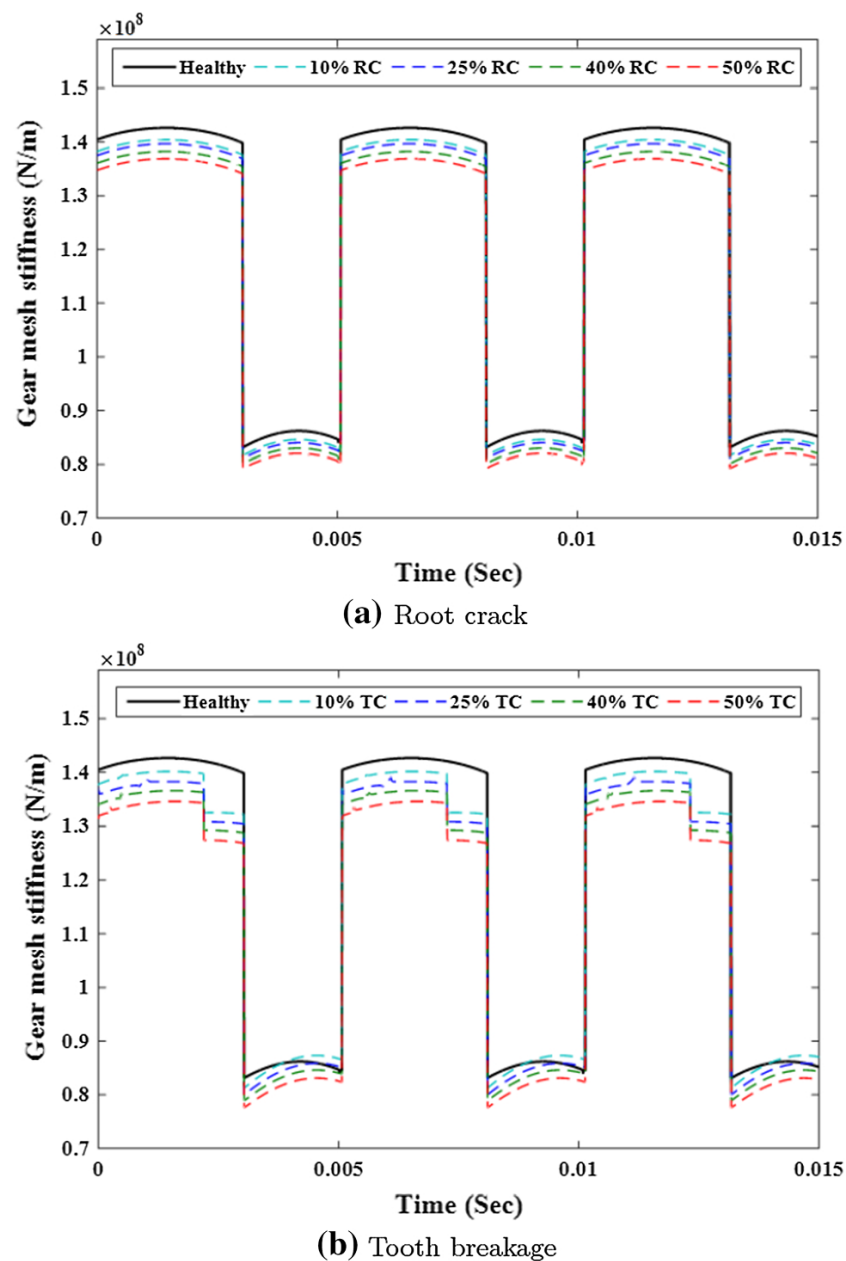 ×10⁸
Healthy 10% RC 25% RC 40% RC 50% RC
1.5
1.4
1.3
1.2
1.1
1
0.9
0.8
0.7
Gear mesh stiffness (N/m)
0 0.005 0.01 0.015
Time (Sec)
(a) Root crack
×10⁸
Healthy 10% TC 25% TC 40% TC 50% TC
1.5
1.4
1.3
1.2
1.1
1
0.9
0.8
0.7
Gear mesh stiffness (N/m)
0 0.005 0.01 0.015
Time (Sec)
(b) Tooth breakage